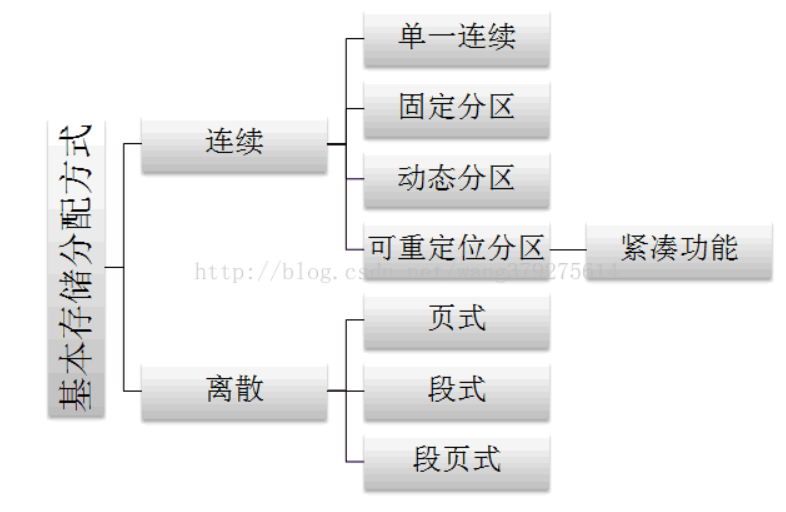 基本存储分配方式
连续
单一连续
固定分区
动态分区
可重定位分区
紧凑功能
离散
页式
段式
段页式